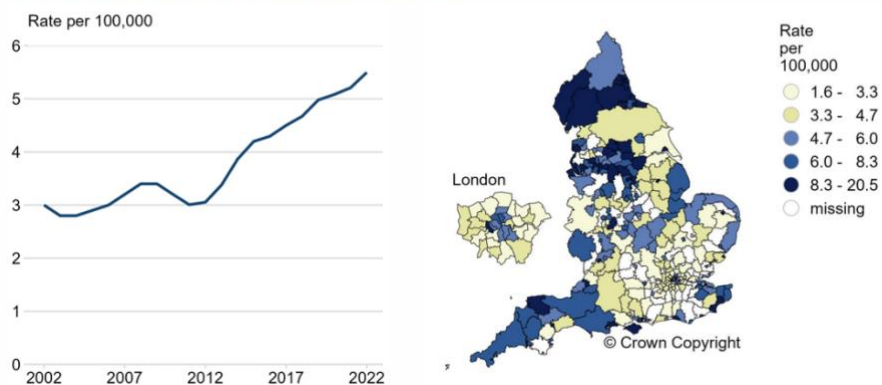 Rate per 100,000
6
5
4
3
2
1
0
2002 2007 2012 2017 2022
London
© Crown Copyright
Rate
per
100,000
1.6 - 3.3
3.3 - 4.7
4.7 - 6.0
6.0 - 8.3
8.3 - 20.5
missing